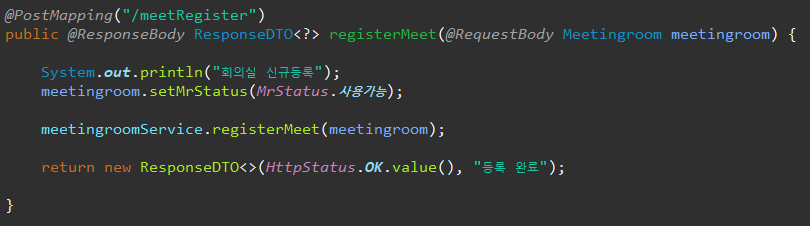 @PostMapping("/meetRegister")
public @ResponseBody ResponseDTO<?> registerMeet(@RequestBody Meetingroom meetingroom) {
System.out.println("회의실 신규등록");
meetingroom.setMrStatus(MrStatus.사용가능);
meetingroomService.registerMeet(meetingroom);
return new ResponseDTO<>(HttpStatus.OK.value(), "등록 완료");
}